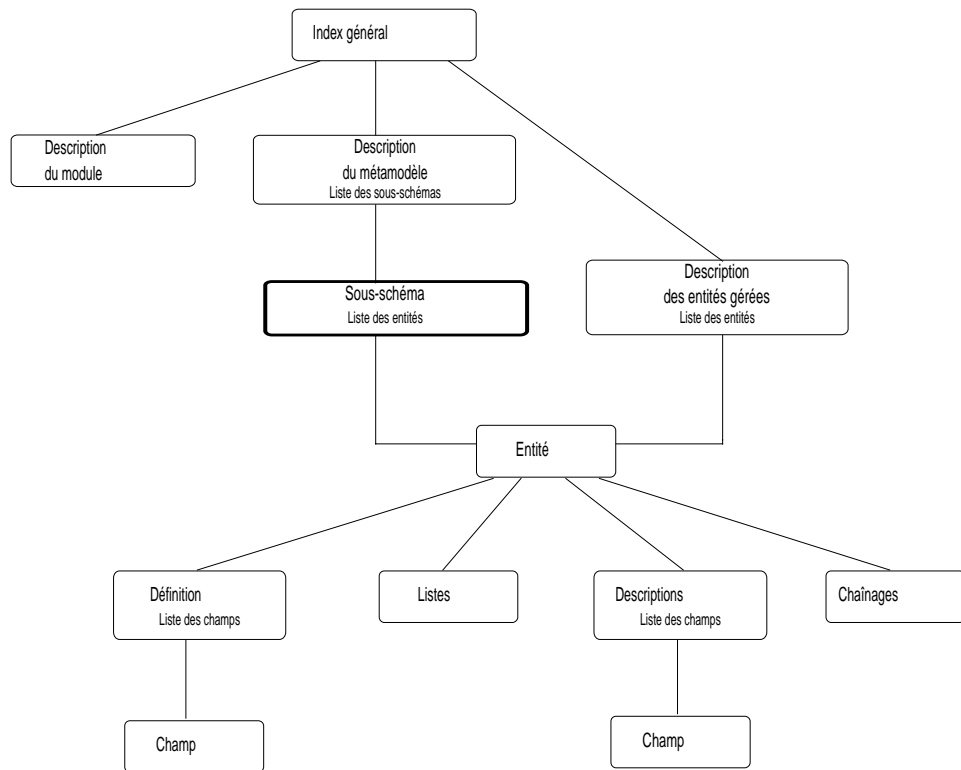 Index général
Description
du module
Description
du métamodèle
Liste des sous-schémas
Sous-schéma
Liste des entités
Description
des entités gérées
Liste des entités
Entité
Définition
Liste des champs
Listes
Descriptions
Liste des champs
Chaînages
Champ
Champ